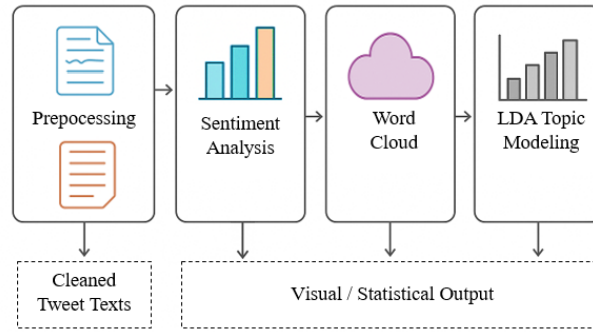 Prepocessing
Sentiment
Analysis
Word
Cloud
LDA Topic
Modeling
Cleaned
Tweet Texts
Visual / Statistical Output